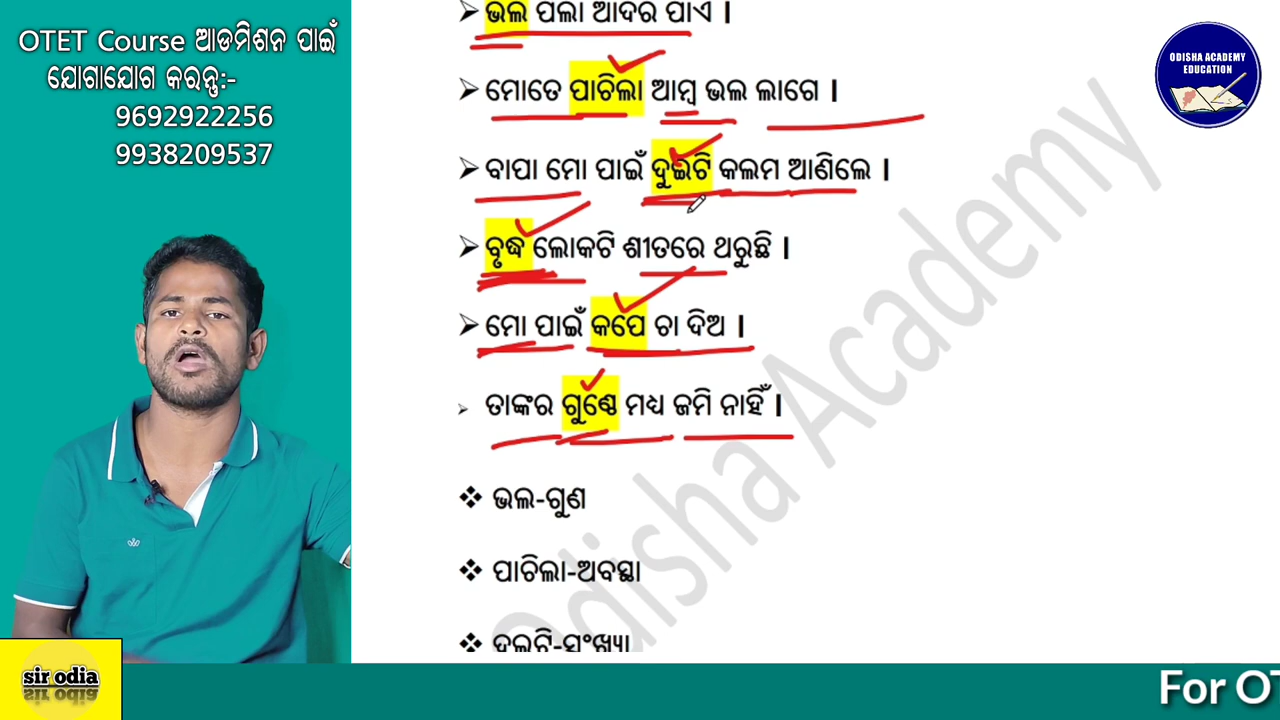 OTET Course ଆଡମିଶନ ପାଇଁ
ଯୋଗାଯୋଗ କରନ୍ତୁ:-
9692922256
9938209537
ODISHA ACADEMY
EDUCATION
➤ ଭଲ ପିଲା ଆଦର ପାଏ ।
➤ ମୋତେ ପାଚିଲା ଆମ୍ବ ଭଲ ଲାଗେ ।
➤ ବାପା ମୋ ପାଇଁ ଦୁଇଟି କଲମ ଆଣିଲେ ।
➤ ବୃଦ୍ଧ ଲୋକଟି ଶୀତରେ ଥରୁଛି ।
➤ ମୋ ପାଇଁ କପେ ଚା ଦିଅ ।
➤ ତାଙ୍କର ଗୁଣ୍ଠେ ମଧ୍ୟ ଜମି ନାହିଁ ।
❖ ଭଲ-ଗୁଣ
❖ ପାଚିଲା-ଅବସ୍ଥା
❖ ଦୁଇଟି-ସଂଖ୍ୟା
Odisha Academy
sir odia
For OT